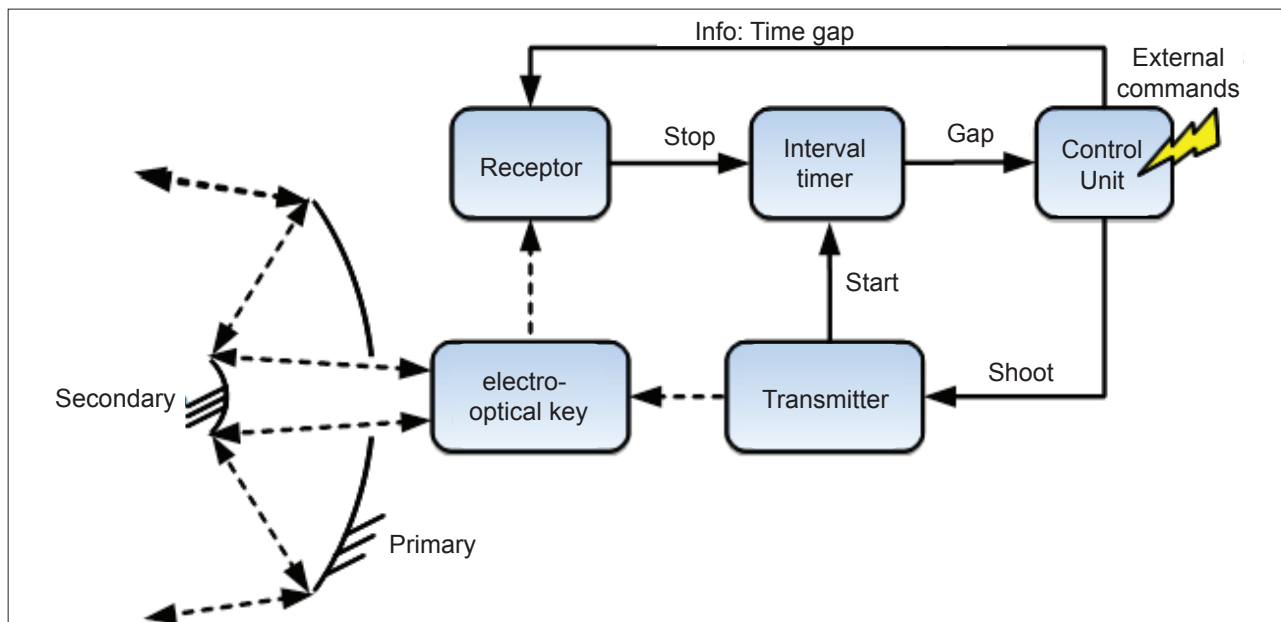 Info: Time gap
External
commands
Receptor
Stop
Interval
timer
Gap
Control
Unit
Start
Secondary
electro-
optical key
Transmitter
Shoot
Primary